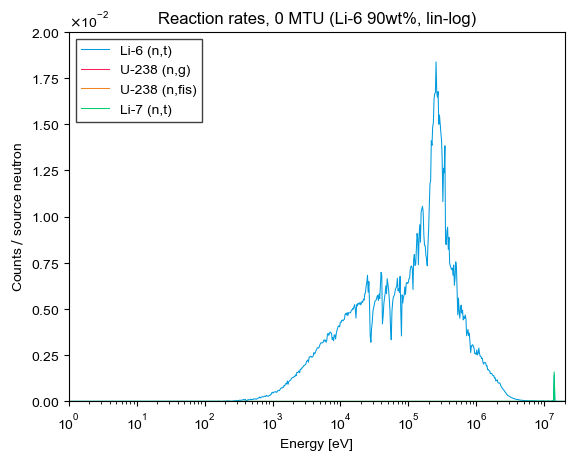 Reaction rates, 0 MTU (Li-6 90wt%, lin-log)
×10⁻²
2.00
1.75
1.50
1.25
1.00
0.75
0.50
0.25
0.00
Counts / source neutron
Li-6 (n,t)
U-238 (n,g)
U-238 (n,fis)
Li-7 (n,t)
10⁰ 10¹ 10² 10³ 10⁴ 10⁵ 10⁶ 10⁷
Energy [eV]